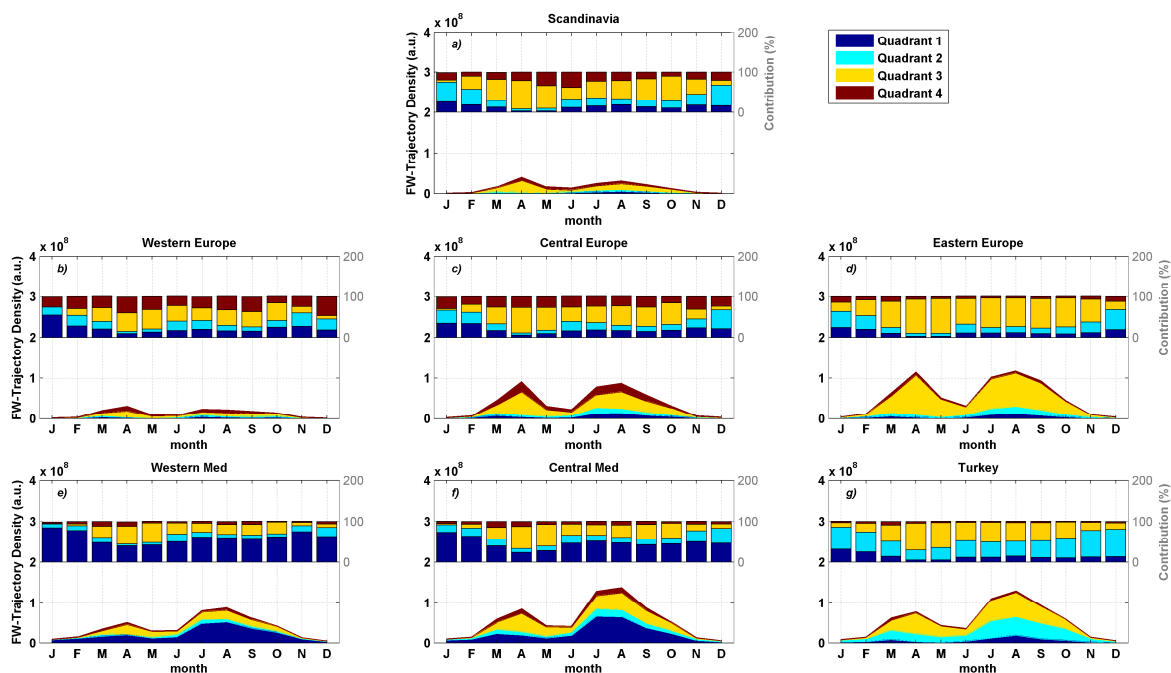 Scandinavia
x 10^8
a)
4
3
2
1
0
200
100
0
FW-Trajectory Density (a.u.)
Contribution (%)
J F M A M J J A S O N D
month
Quadrant 1
Quadrant 2
Quadrant 3
Quadrant 4
Western Europe
x 10^8
b)
4
3
2
1
0
200
100
0
FW-Trajectory Density (a.u.)
J F M A M J J A S O N D
month
Central Europe
x 10^8
c)
4
3
2
1
0
200
100
0
J F M A M J J A S O N D
month
Eastern Europe
x 10^8
d)
4
3
2
1
0
200
100
0
Contribution (%)
J F M A M J J A S O N D
month
Western Med
x 10^8
e)
4
3
2
1
0
200
100
0
FW-Trajectory Density (a.u.)
J F M A M J J A S O N D
month
Central Med
x 10^8
f)
4
3
2
1
0
200
100
0
J F M A M J J A S O N D
month
Turkey
x 10^8
g)
4
3
2
1
0
200
100
0
Contribution (%)
J F M A M J J A S O N D
month